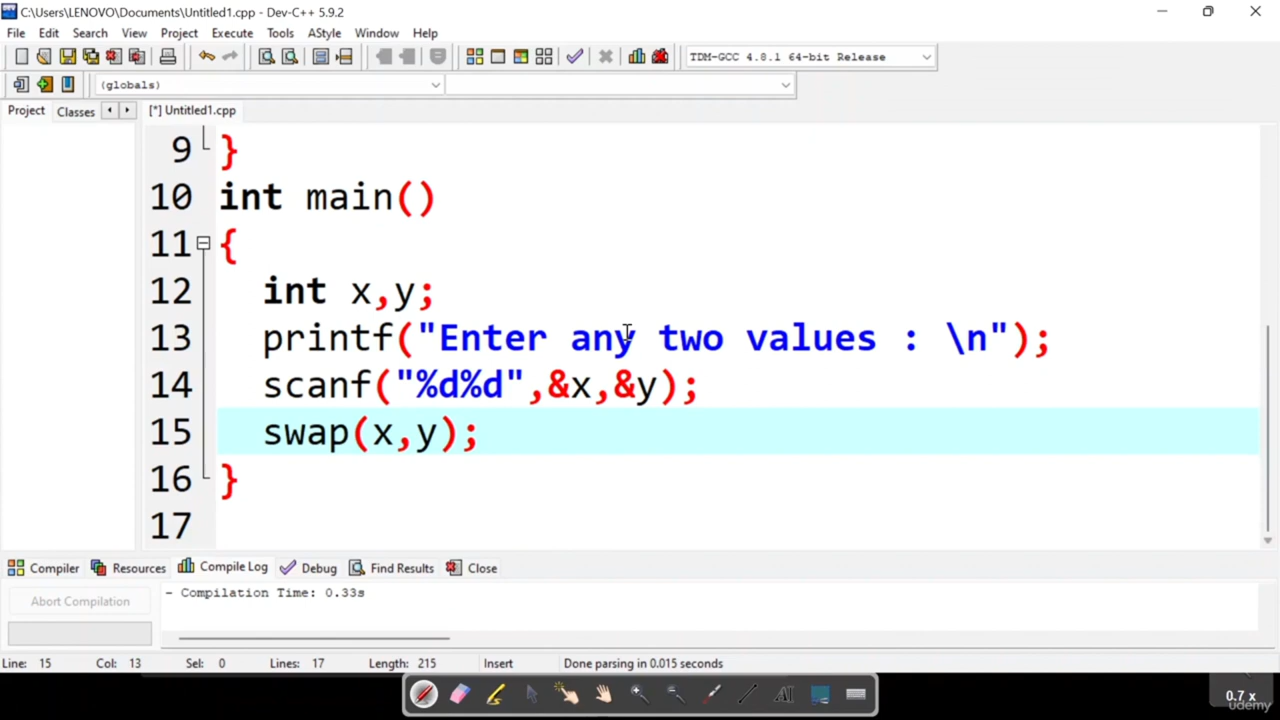 C:\Users\LENOVO\Documents\Untitled1.cpp - Dev-C++ 5.9.2
File Edit Search View Project Execute Tools AStyle Window Help
TDM-GCC 4.8.1 64-bit Release
(globals)
Project Classes [*] Untitled1.cpp
9 }
10 int main()
11 {
12 int x,y;
13 printf("Enter any two values : \n");
14 scanf("%d%d",&x,&y);
15 swap(x,y);
16 }
17
Compiler Resources Compile Log Debug Find Results Close
Abort Compilation
- Compilation Time: 0.33s
Line: 15 Col: 13 Sel: 0 Lines: 17 Length: 215 Insert Done parsing in 0.015 seconds
AI
0.7 x
udemy